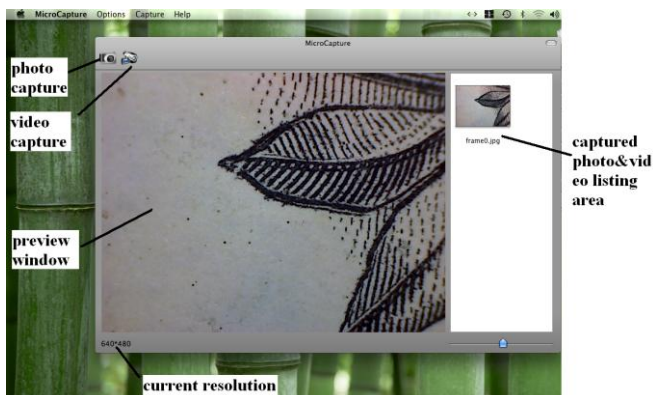 MicroCapture Options Capture Help
MicroCapture
photo
capture
video
capture
frame0.jpg
captured
photo&vid
eo listing
area
preview
window
640*480
current resolution